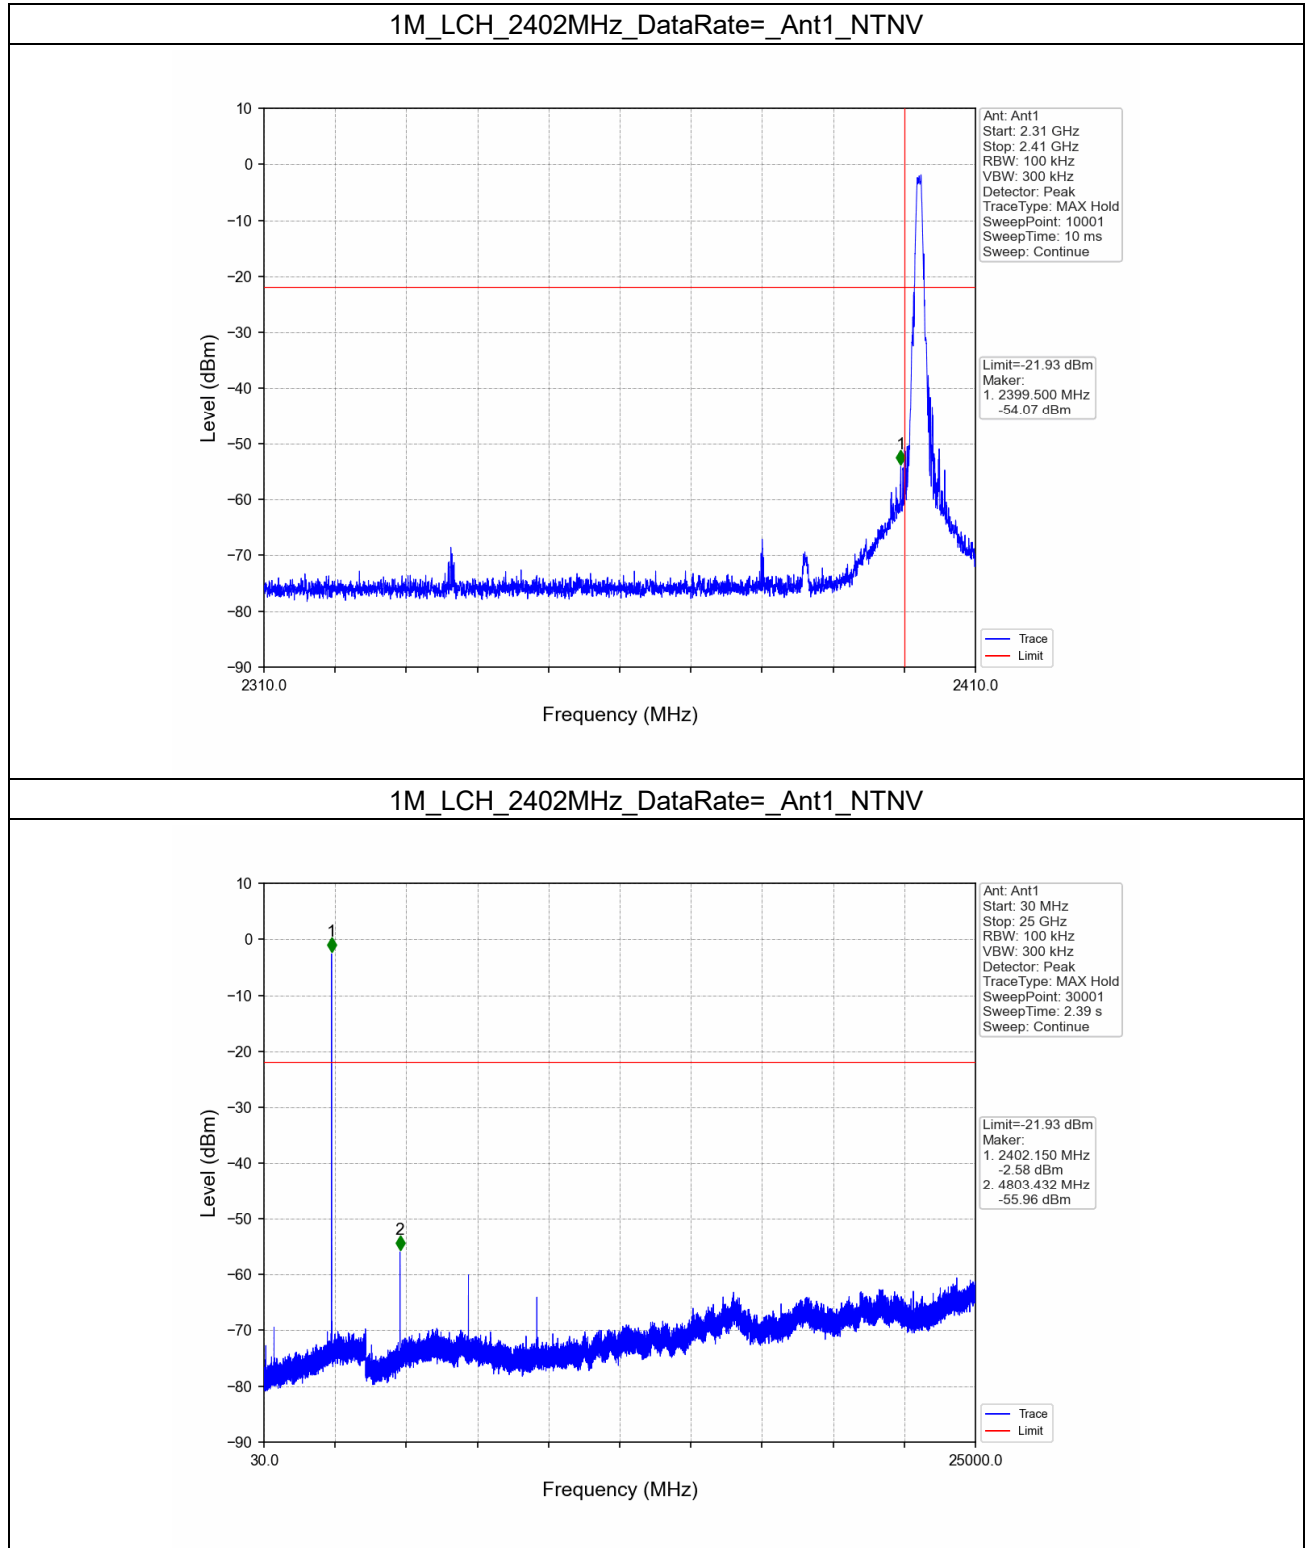 1M_LCH_2402MHz_DataRate=_Ant1_NTNV
10
0
−10
−20
−30
−40
−50
−60
−70
−80
−90
Level (dBm)
1
2310.0
2410.0
Frequency (MHz)
Ant: Ant1
Start: 2.31 GHz
Stop: 2.41 GHz
RBW: 100 kHz
VBW: 300 kHz
Detector: Peak
TraceType: MAX Hold
SweepPoint: 10001
SweepTime: 10 ms
Sweep: Continue
Limit=-21.93 dBm
Maker:
1. 2399.500 MHz
-54.07 dBm
Trace
Limit
1M_LCH_2402MHz_DataRate=_Ant1_NTNV
10
0
−10
−20
−30
−40
−50
−60
−70
−80
−90
Level (dBm)
1
2
30.0
25000.0
Frequency (MHz)
Ant: Ant1
Start: 30 MHz
Stop: 25 GHz
RBW: 100 kHz
VBW: 300 kHz
Detector: Peak
TraceType: MAX Hold
SweepPoint: 30001
SweepTime: 2.39 s
Sweep: Continue
Limit=-21.93 dBm
Maker:
1. 2402.150 MHz
-2.58 dBm
2. 4803.432 MHz
-55.96 dBm
Trace
Limit